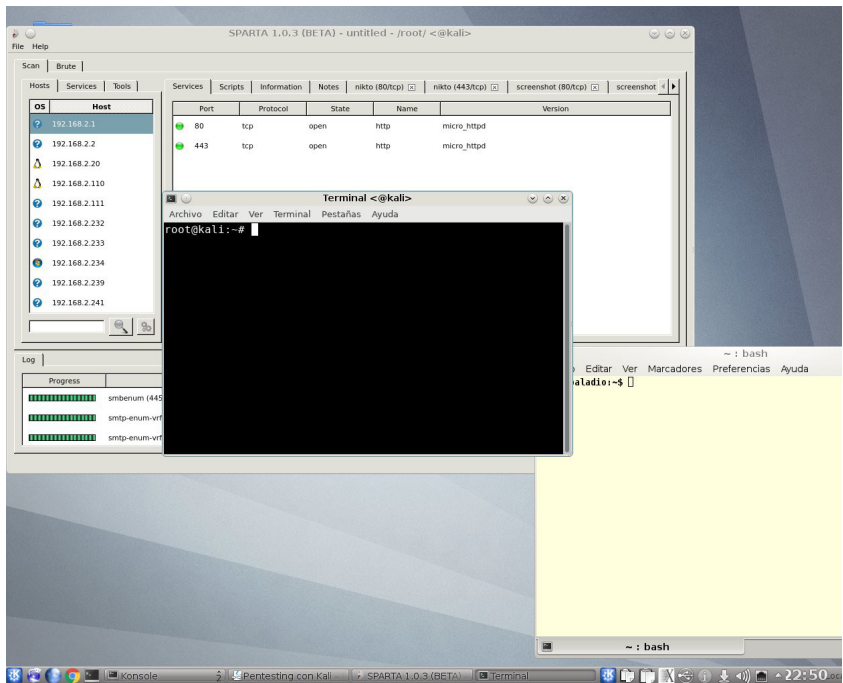 SPARTA 1.0.3 (BETA) - untitled - /root/ <@kali>
File Help
Scan Brute
Hosts Services Tools
Services Scripts Information Notes nikto (80/tcp) nikto (443/tcp) screenshot (80/tcp) screenshot
OS Host
Port Protocol State Name Version
192.168.2.1
80 tcp open http micro_httpd
192.168.2.2
443 tcp open http micro_httpd
192.168.2.20
192.168.2.110
192.168.2.111
192.168.2.232
192.168.2.233
192.168.2.234
192.168.2.239
192.168.2.241
Terminal <@kali>
Archivo Editar Ver Terminal Pestañas Ayuda
root@kali:~#
Log
Progress
smbenum (445
smtp-enum-vrf
smtp-enum-vrf
~ : bash
Editar Ver Marcadores Preferencias Ayuda
aladio:~$
~ : bash
Konsole 2 Pentesting con Kali SPARTA 1.0.3 (BETA) Terminal 22:50